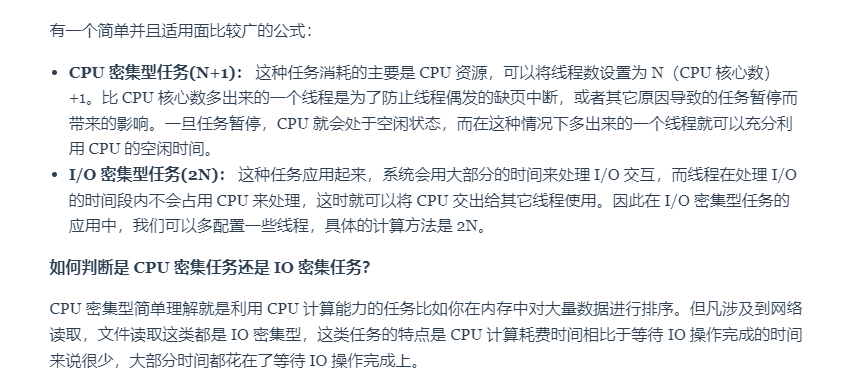 有一个简单并且适用面比较广的公式：
• CPU 密集型任务(N+1)： 这种任务消耗的主要是 CPU 资源，可以将线程数设置为 N（CPU 核心数）
+1。比 CPU 核心数多出来的一个线程是为了防止线程偶发的缺页中断，或者其它原因导致的任务暂停而
带来的影响。一旦任务暂停，CPU 就会处于空闲状态，而在这种情况下多出来的一个线程就可以充分利
用 CPU 的空闲时间。
• I/O 密集型任务(2N)： 这种任务应用起来，系统会用大部分的时间来处理 I/O 交互，而线程在处理 I/O
的时间段内不会占用 CPU 来处理，这时就可以将 CPU 交出给其它线程使用。因此在 I/O 密集型任务的
应用中，我们可以多配置一些线程，具体的计算方法是 2N。
如何判断是 CPU 密集任务还是 IO 密集任务？
CPU 密集型简单理解就是利用 CPU 计算能力的任务比如你在内存中对大量数据进行排序。但凡涉及到网络
读取，文件读取这类都是 IO 密集型，这类任务的特点是 CPU 计算耗费时间相比于等待 IO 操作完成的时间
来说很少，大部分时间都花在了等待 IO 操作完成上。